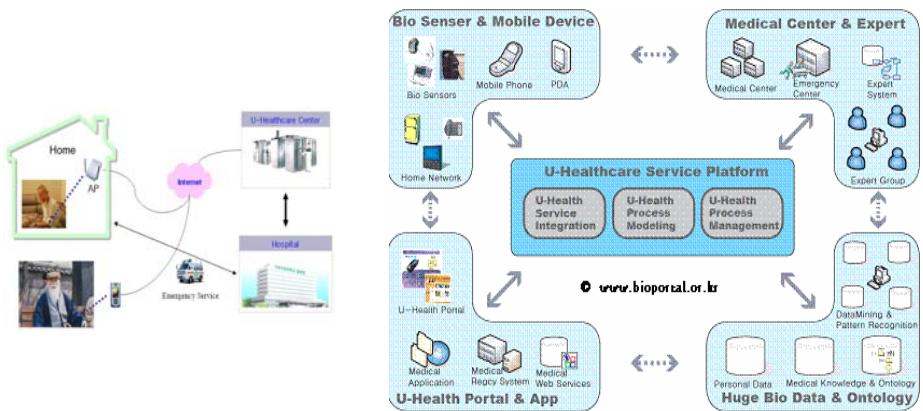 Home
AP
Internet
U-Healthcare Center
Hospital
Emergency Service
Bio Senser & Mobile Device
Bio Sensors
Mobile Phone
PDA
Home Network
Medical Center & Expert
Medical Center
Emergency
Center
Expert
System
Expert Group
U-Healthcare Service Platform
U-Health
Service
Integration
U-Health
Process
Modeling
U-Health
Process
Management
© www.bioportal.or.kr
U-Health Portal
Medical
Application
Medical
Regcy System
Medical
Web Services
U-Health Portal & App
DataMining &
Pattern Recognition
Personal Data
Medical Knowledge & Ontology
Huge Bio Data & Ontology